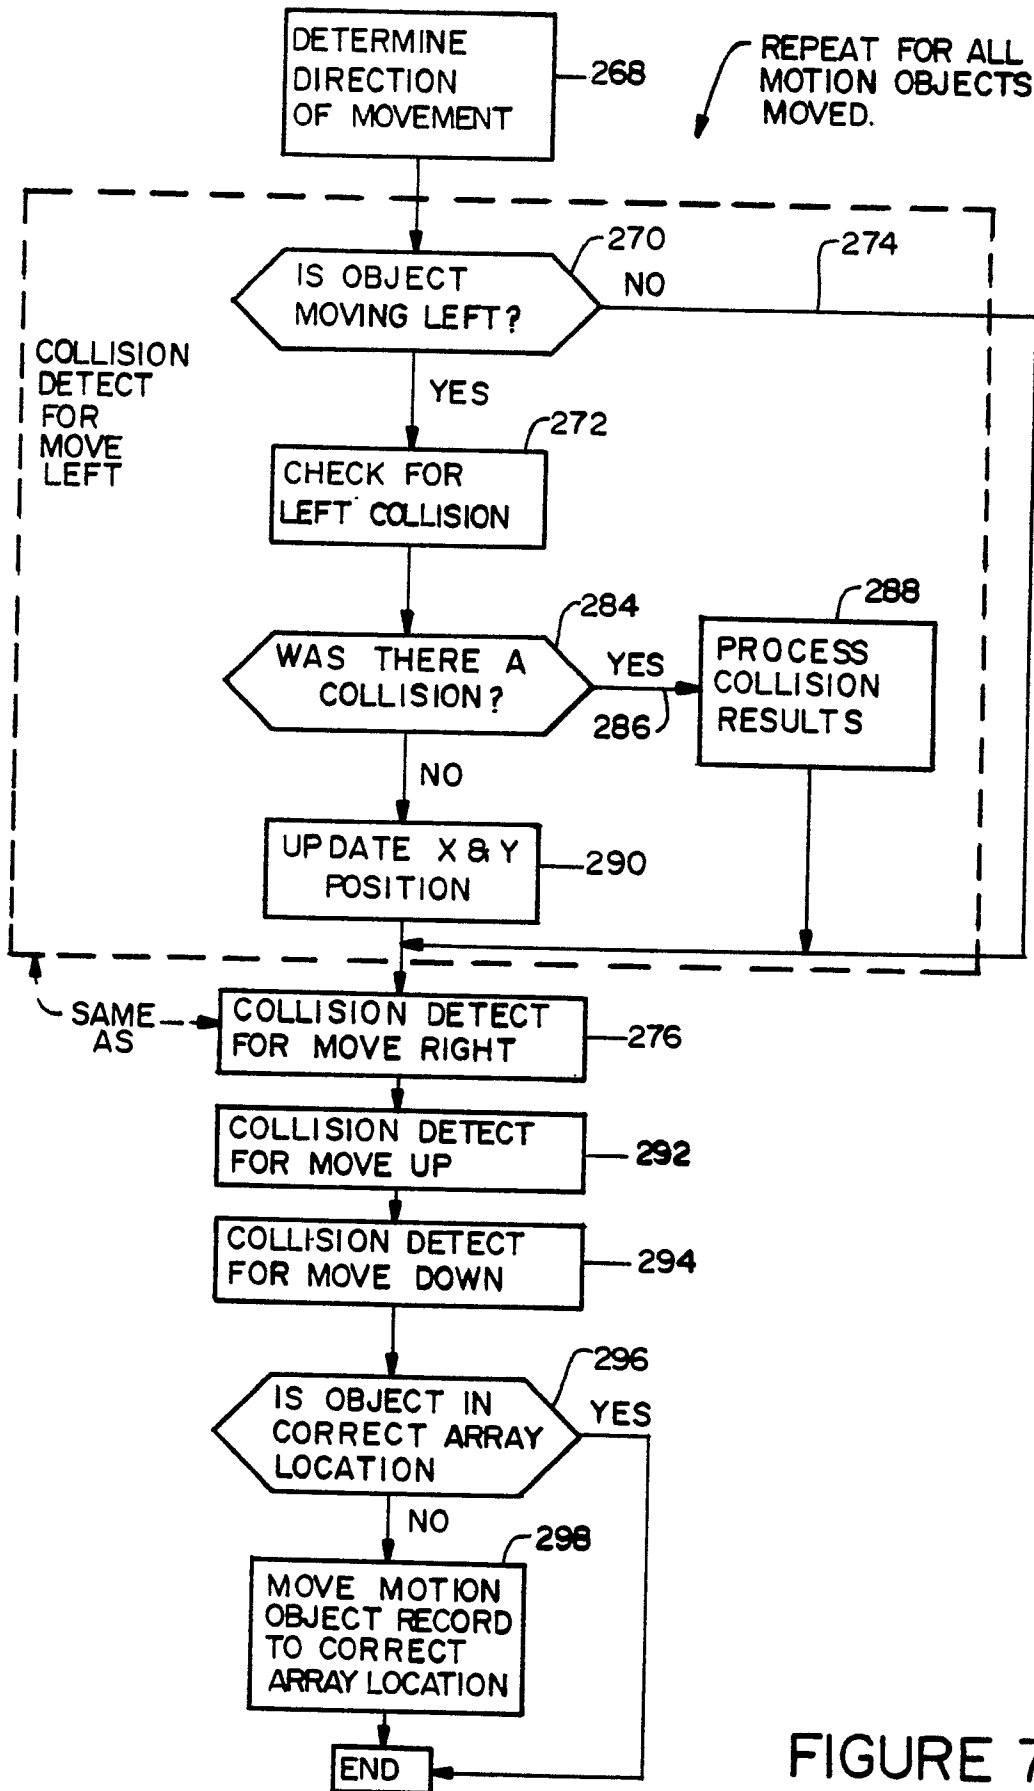 DETERMINE
DIRECTION
OF MOVEMENT
268
REPEAT FOR ALL
MOTION OBJECTS
MOVED.
IS OBJECT
MOVING LEFT?
270
NO
274
COLLISION
DETECT
FOR
MOVE
LEFT
YES
272
CHECK FOR
LEFT COLLISION
284
WAS THERE A
COLLISION?
YES
286
288
PROCESS
COLLISION
RESULTS
NO
UPDATE X & Y
POSITION
290
SAME
AS
COLLISION DETECT
FOR MOVE RIGHT
276
COLLISION DETECT
FOR MOVE UP
292
COLLISION DETECT
FOR MOVE DOWN
294
296
IS OBJECT IN
CORRECT ARRAY
LOCATION
YES
NO
298
MOVE MOTION
OBJECT RECORD
TO CORRECT
ARRAY LOCATION
END
FIGURE 7